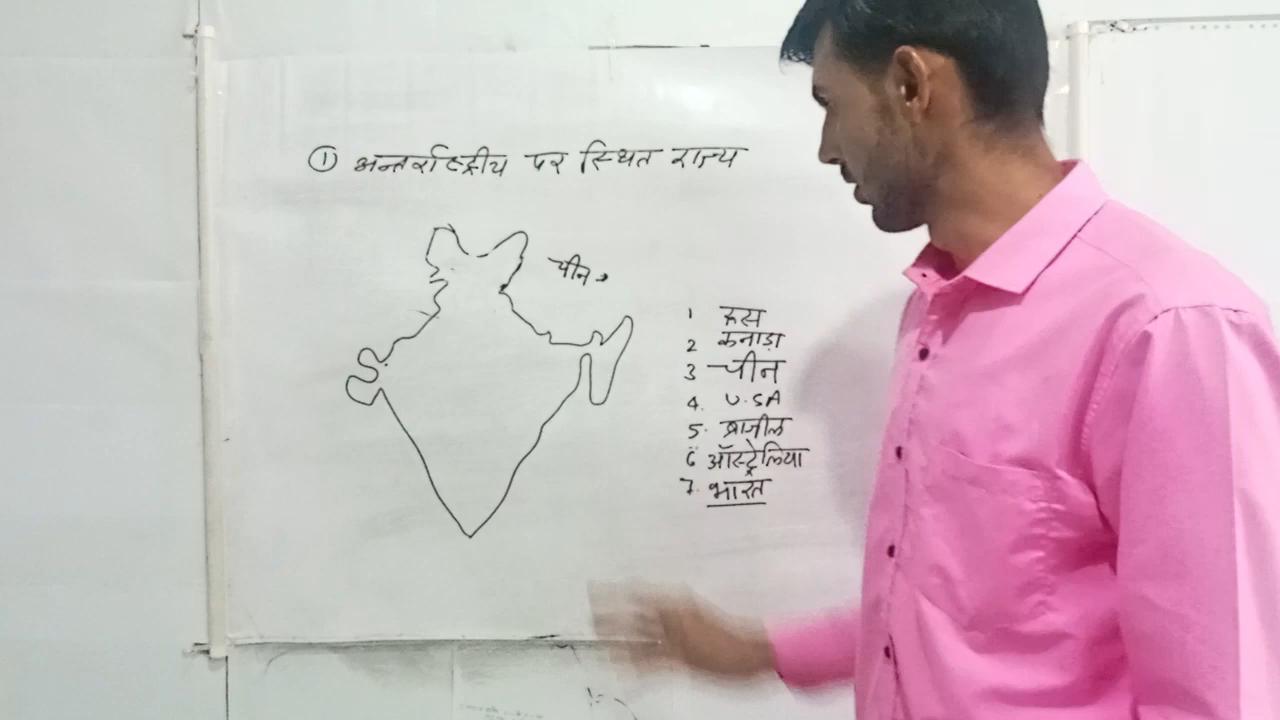 ① अन्तर्राष्ट्रीय पर स्थित राज्य
चीन
1 रूस
2 कनाडा
3 चीन
4. U.SA
5. ब्राजील
6 ऑस्ट्रेलिया
7. भारत